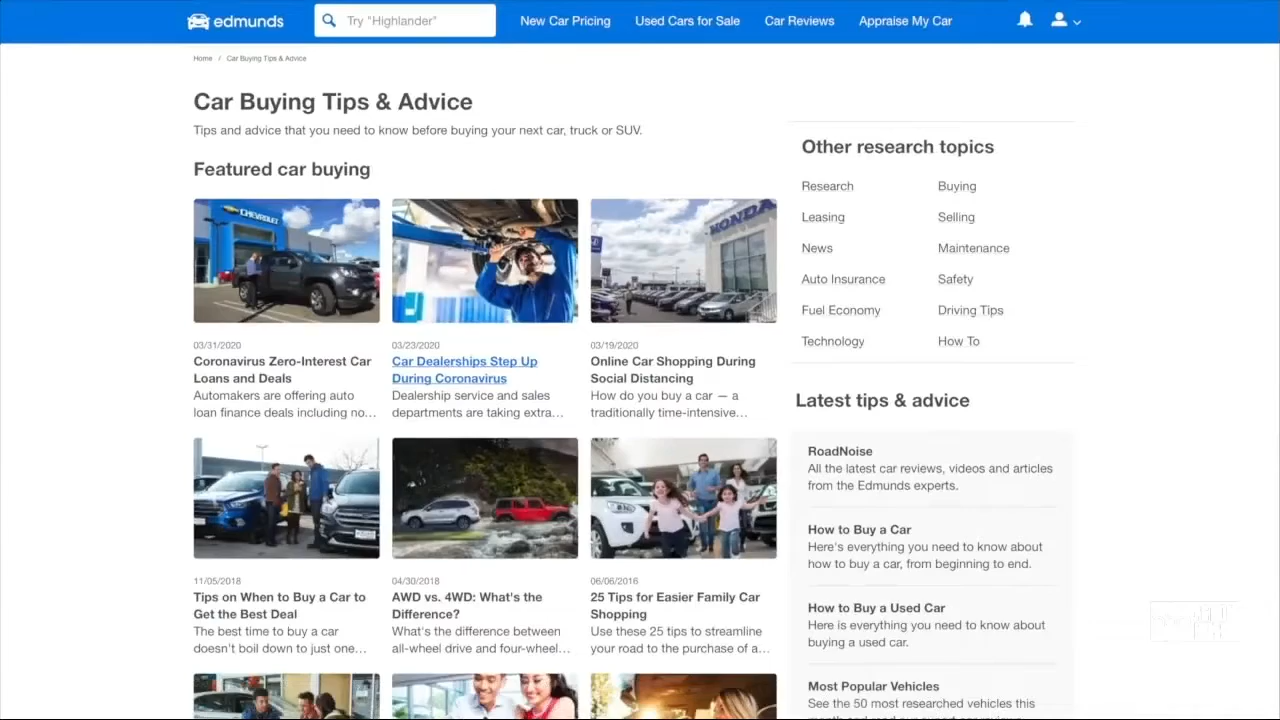 edmunds
Try "Highlander"
New Car Pricing
Used Cars for Sale
Car Reviews
Appraise My Car
Home / Car Buying Tips & Advice
Car Buying Tips & Advice
Tips and advice that you need to know before buying your next car, truck or SUV.
Featured car buying
CHEVROLET
HONDA
03/31/2020
Coronavirus Zero-Interest Car
Loans and Deals
Automakers are offering auto
loan finance deals including no…
03/23/2020
Car Dealerships Step Up
During Coronavirus
Dealership service and sales
departments are taking extra…
03/19/2020
Online Car Shopping During
Social Distancing
How do you buy a car — a
traditionally time-intensive…
11/05/2018
Tips on When to Buy a Car to
Get the Best Deal
The best time to buy a car
doesn't boil down to just one…
04/30/2018
AWD vs. 4WD: What's the
Difference?
What's the difference between
all-wheel drive and four-wheel…
06/06/2016
25 Tips for Easier Family Car
Shopping
Use these 25 tips to streamline
your road to the purchase of a…
Other research topics
Research
Buying
Leasing
Selling
News
Maintenance
Auto Insurance
Safety
Fuel Economy
Driving Tips
Technology
How To
Latest tips & advice
RoadNoise
All the latest car reviews, videos and articles
from the Edmunds experts.
How to Buy a Car
Here's everything you need to know about
how to buy a car, from beginning to end.
How to Buy a Used Car
Here is everything you need to know about
buying a used car.
Most Popular Vehicles
See the 50 most researched vehicles this